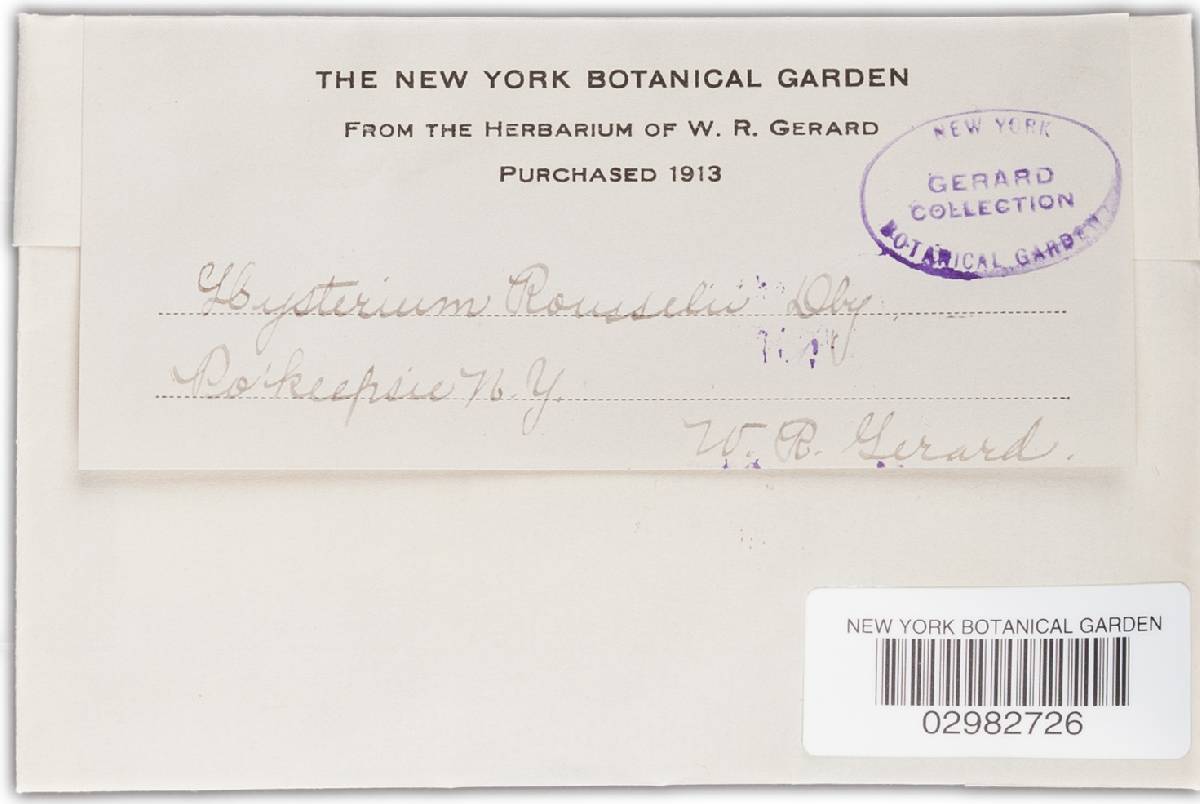 THE NEW YORK BOTANICAL GARDEN
FROM THE HERBARIUM OF W. R. GERARD
PURCHASED 1913
NEW YORK
GERARD
COLLECTION
BOTANICAL GARDEN
Hysterium Rousselii Dby.
Po'keepsie N.Y.
W. R. Gerard.
NEW YORK BOTANICAL GARDEN
02982726